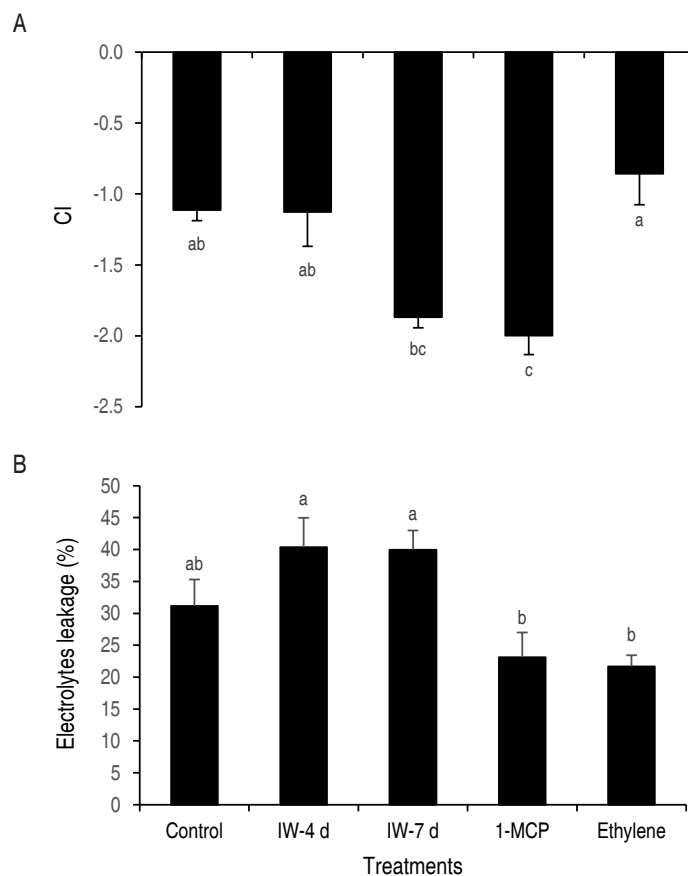 A
0.0
-0.5
-1.0
-1.5
-2.0
-2.5
CI
ab
ab
bc
c
a
B
50
45
40
35
30
25
20
15
10
5
0
Electrolytes leakage (%)
ab
a
a
b
b
Control IW-4 d IW-7 d 1-MCP Ethylene
Treatments